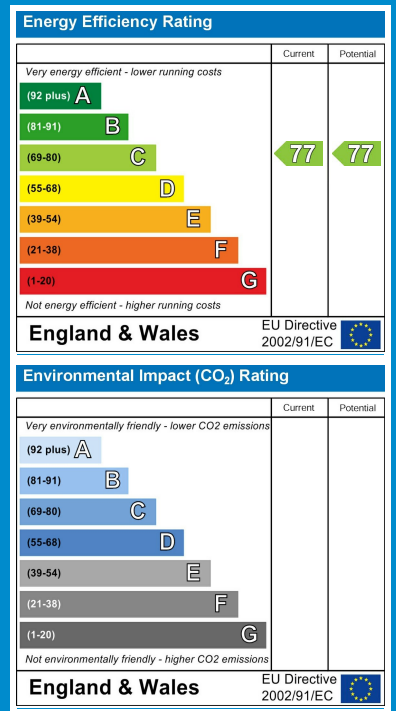 Energy Efficiency Rating
Current Potential
Very energy efficient - lower running costs
(92 plus) A
(81-91) B
(69-80) C 77 77
(55-68) D
(39-54) E
(21-38) F
(1-20) G
Not energy efficient - higher running costs
England & Wales EU Directive 2002/91/EC
Environmental Impact (CO₂) Rating
Current Potential
Very environmentally friendly - lower CO2 emissions
(92 plus) A
(81-91) B
(69-80) C
(55-68) D
(39-54) E
(21-38) F
(1-20) G
Not environmentally friendly - higher CO2 emissions
England & Wales EU Directive 2002/91/EC